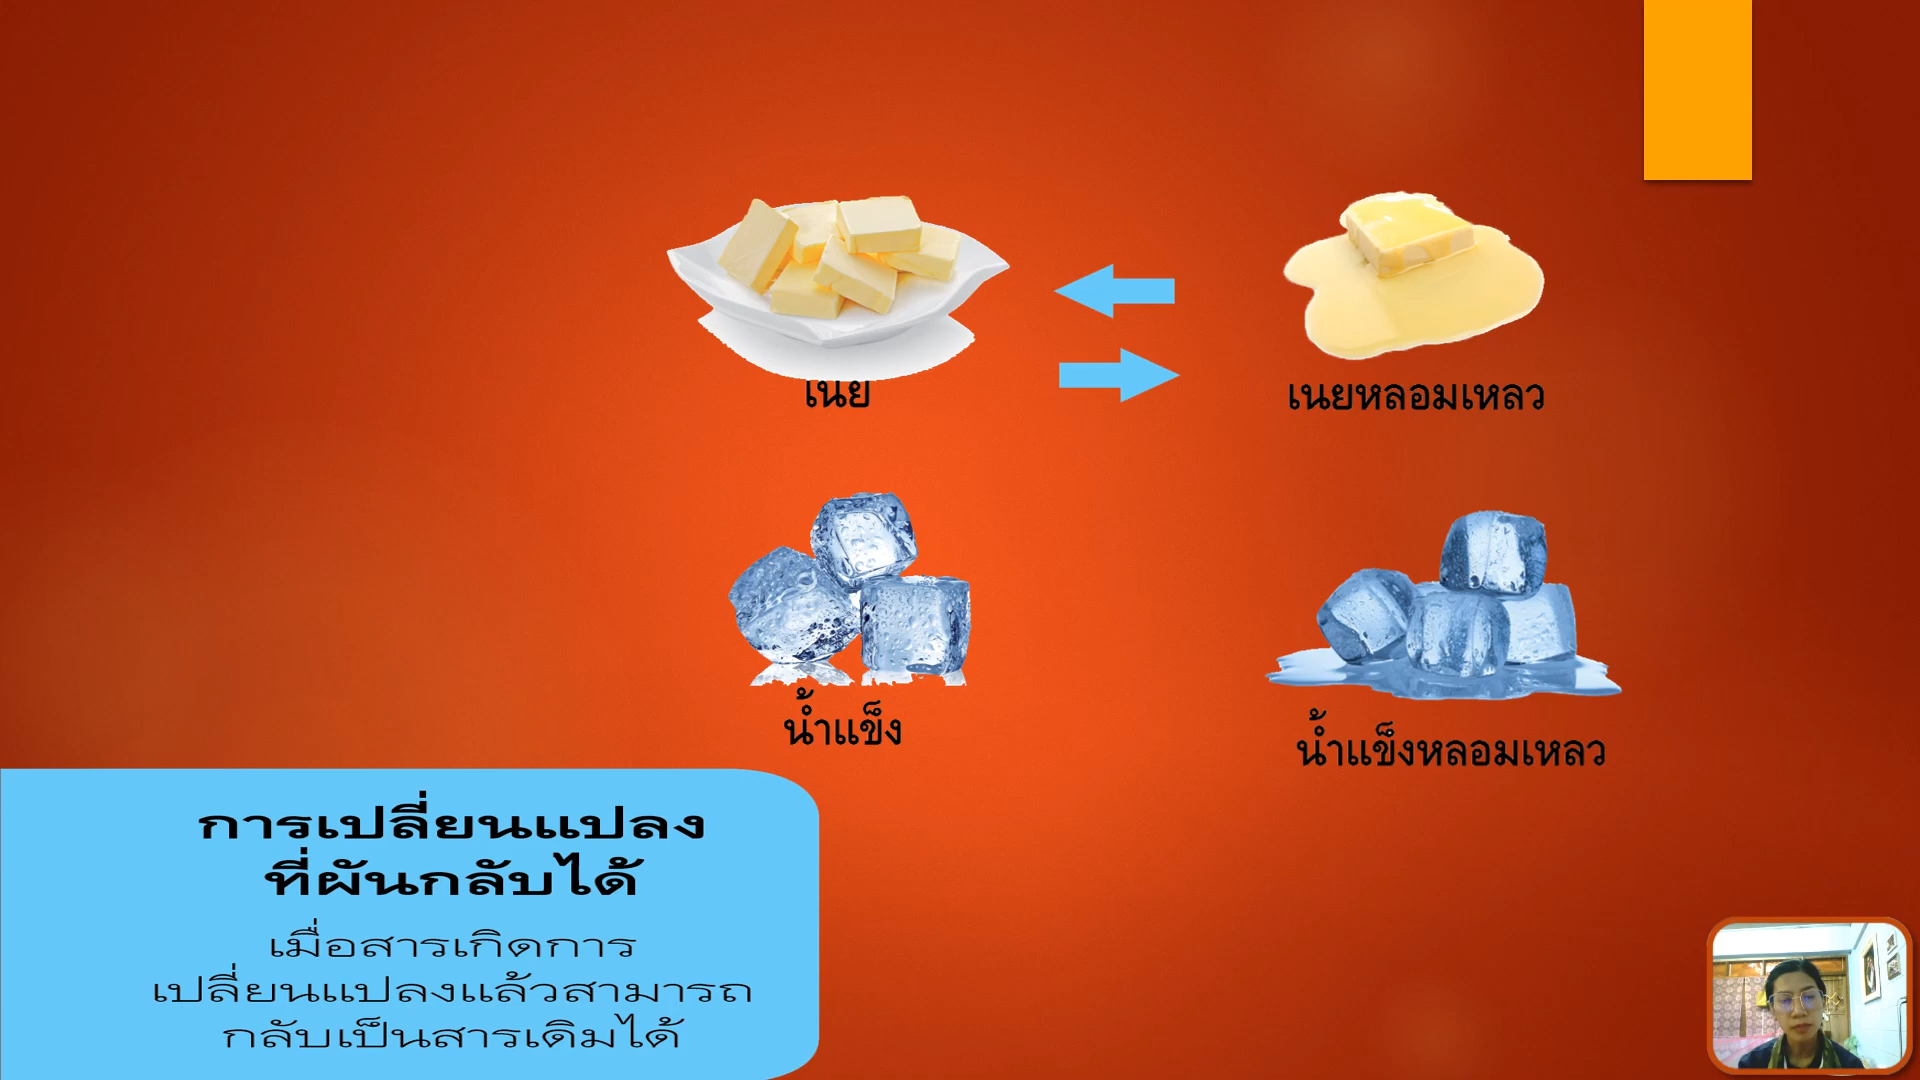 เนย
เนยหลอมเหลว
น้ำแข็ง
น้ำแข็งหลอมเหลว
การเปลี่ยนแปลง
ที่ผันกลับได้
เมื่อสารเกิดการ
เปลี่ยนแปลงแล้วสามารถ
กลับเป็นสารเดิมได้